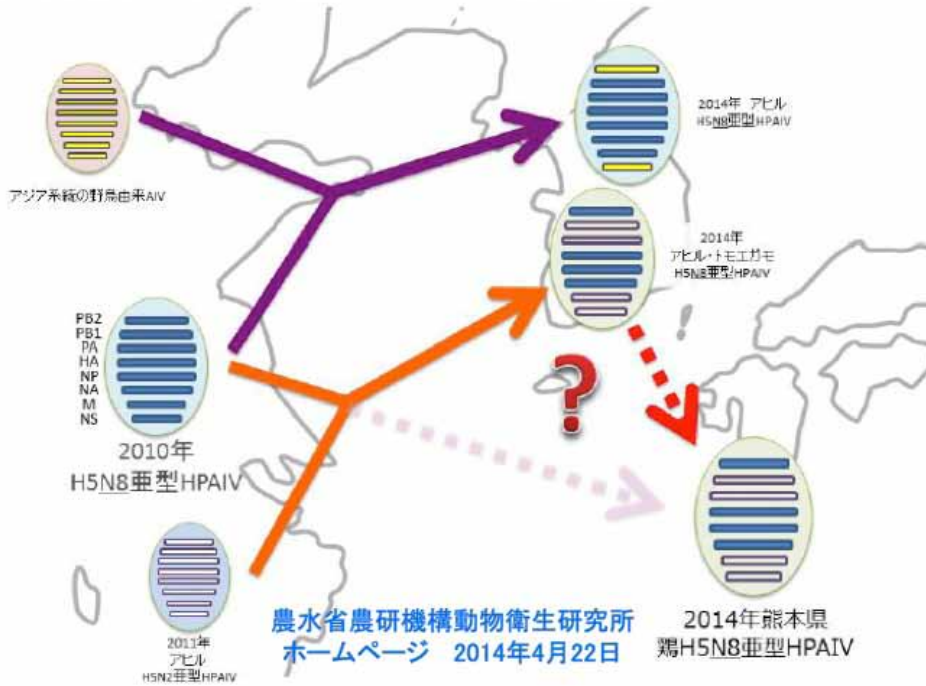 アジア系統の野鳥由来AIV
2014年 アヒル
H5N8亜型HPAIV
2014年
アヒル・トモエガモ
H5N8亜型HPAIV
PB2
PB1
PA
HA
NP
NA
M
NS
2010年
H5N8亜型HPAIV
?
2011年
アヒル
H5N2亜型HPAIV
農水省農研機構動物衛生研究所
ホームページ 2014年4月22日
2014年熊本県
鶏H5N8亜型HPAIV